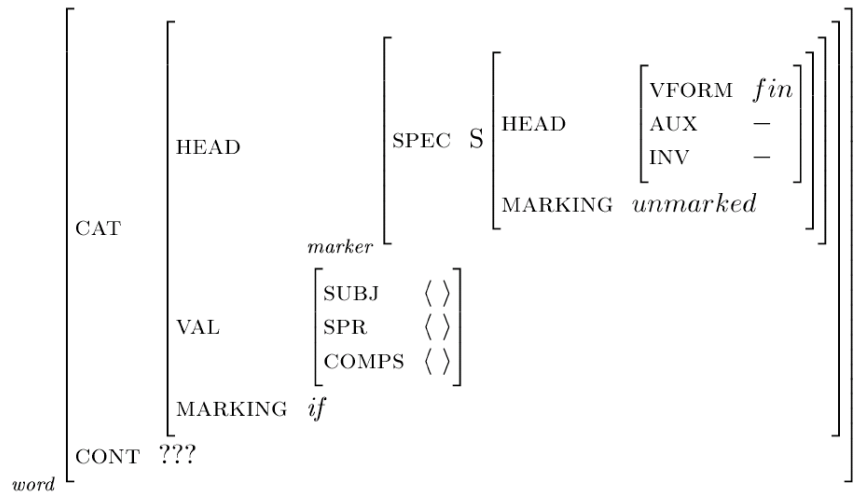 VFORM fin
AUX −
INV −
HEAD
SPEC S
HEAD
MARKING unmarked
CAT
marker
SUBJ ⟨ ⟩
SPR ⟨ ⟩
COMPS ⟨ ⟩
VAL
MARKING if
CONT ???
word